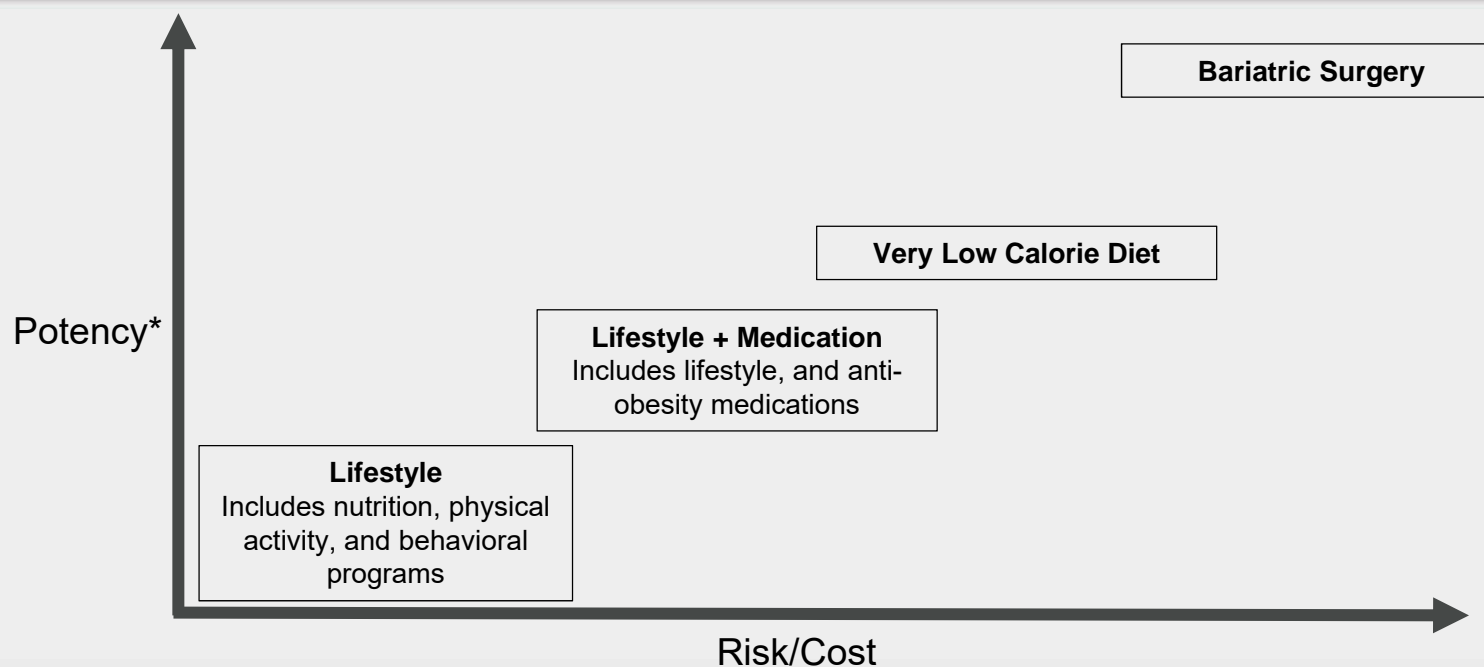 Bariatric Surgery
Very Low Calorie Diet
Potency*
Lifestyle + Medication
Includes lifestyle, and anti-
obesity medications
Lifestyle
Includes nutrition, physical
activity, and behavioral
programs
Risk/Cost